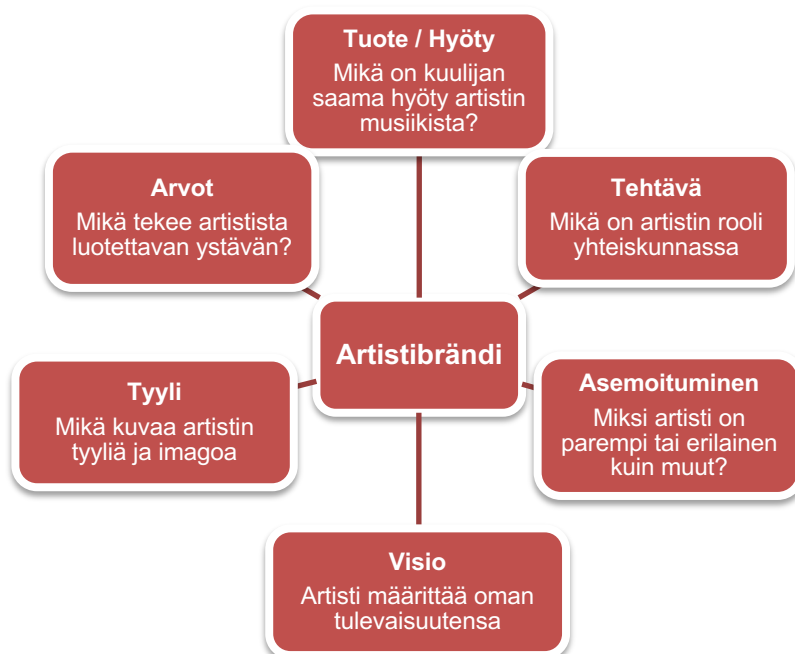 Tuote / Hyöty
Mikä on kuulijan
saama hyöty artistin
musiikista?
Arvot
Mikä tekee artistista
luotettavan ystävän?
Tehtävä
Mikä on artistin rooli
yhteiskunnassa
Artistibrändi
Tyyli
Mikä kuvaa artistin
tyyliä ja imagoa
Asemoituminen
Miksi artisti on
parempi tai erilainen
kuin muut?
Visio
Artisti määrittää oman
tulevaisuutensa